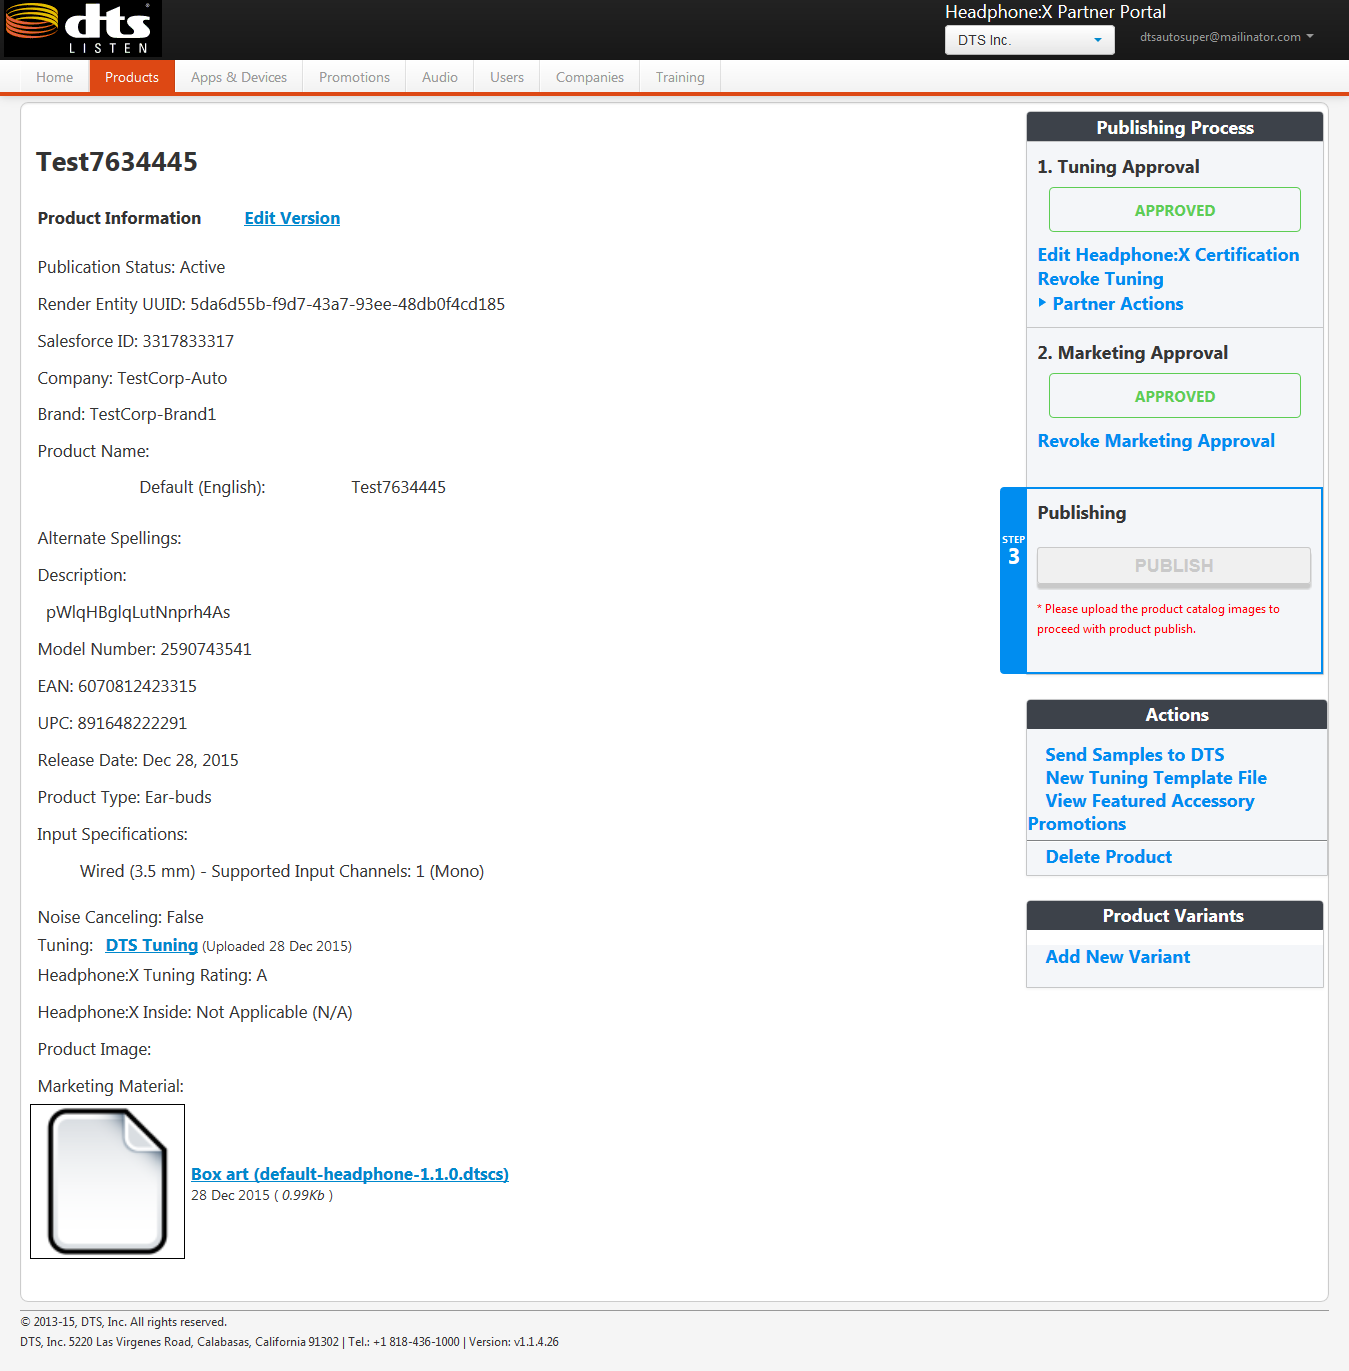 dts
LISTEN
Headphone:X Partner Portal
DTS Inc.
dtsautosuper@mailinator.com
Home Products Apps & Devices Promotions Audio Users Companies Training
Test7634445
Product Information Edit Version
Publication Status: Active
Render Entity UUID: 5da6d55b-f9d7-43a7-93ee-48db0f4cd185
Salesforce ID: 3317833317
Company: TestCorp-Auto
Brand: TestCorp-Brand1
Product Name:
Default (English): Test7634445
Alternate Spellings:
Description:
pWlqHBglqLutNnprh4As
Model Number: 2590743541
EAN: 6070812423315
UPC: 891648222291
Release Date: Dec 28, 2015
Product Type: Ear-buds
Input Specifications:
Wired (3.5 mm) - Supported Input Channels: 1 (Mono)
Noise Canceling: False
Tuning: DTS Tuning (Uploaded 28 Dec 2015)
Headphone:X Tuning Rating: A
Headphone:X Inside: Not Applicable (N/A)
Product Image:
Marketing Material:
Box art (default-headphone-1.1.0.dtscs)
28 Dec 2015 ( 0.99Kb )
Publishing Process
1. Tuning Approval
APPROVED
Edit Headphone:X Certification
Revoke Tuning
Partner Actions
2. Marketing Approval
APPROVED
Revoke Marketing Approval
STEP
3
Publishing
PUBLISH
* Please upload the product catalog images to
proceed with product publish.
Actions
Send Samples to DTS
New Tuning Template File
View Featured Accessory
Promotions
Delete Product
Product Variants
Add New Variant
© 2013-15, DTS, Inc. All rights reserved.
DTS, Inc. 5220 Las Virgenes Road, Calabasas, California 91302 | Tel.: +1 818-436-1000 | Version: v1.1.4.26